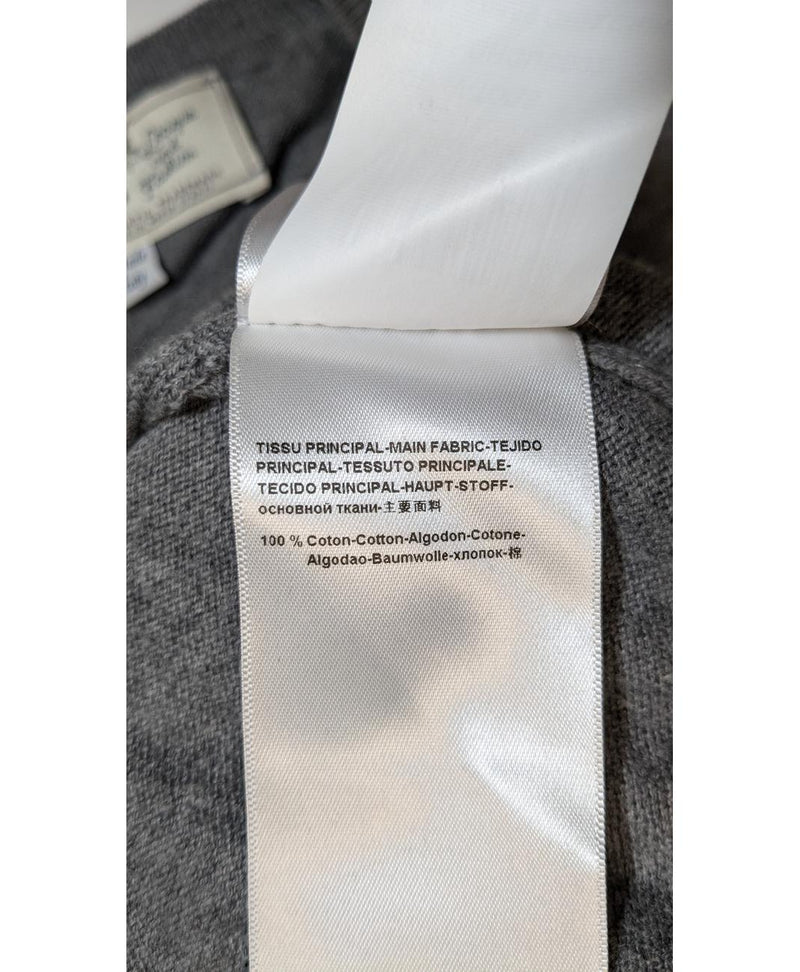 TISSU PRINCIPAL-MAIN FABRIC-TEJIDO
PRINCIPAL-TESSUTO PRINCIPALE-
TECIDO PRINCIPAL-HAUPT-STOFF-
основной ткани-主要面料
100 % Coton-Cotton-Algodon-Cotone-
Algodao-Baumwolle-хлопок-棉